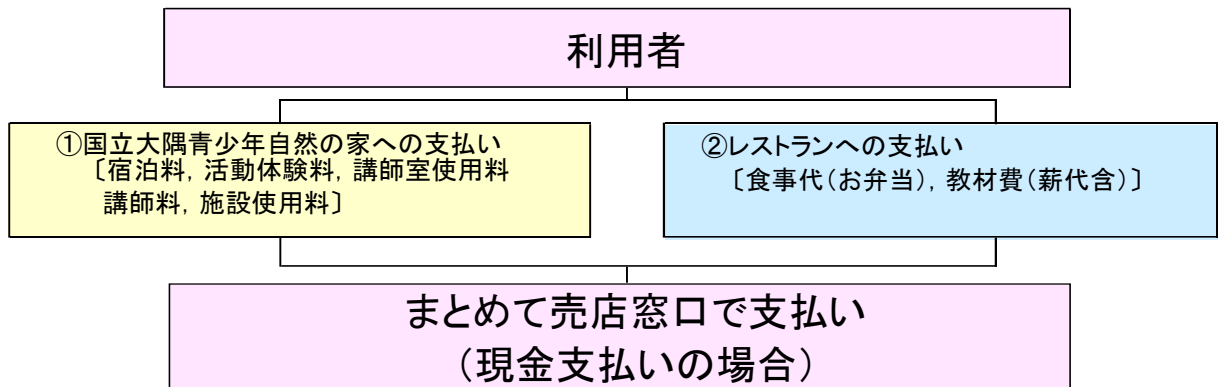 利用者
①国立大隅青少年自然の家への支払い
〔宿泊料，活動体験料，講師室使用料
講師料，施設使用料〕
②レストランへの支払い
〔食事代（お弁当），教材費（薪代含）〕
まとめて売店窓口で支払い
（現金支払いの場合）